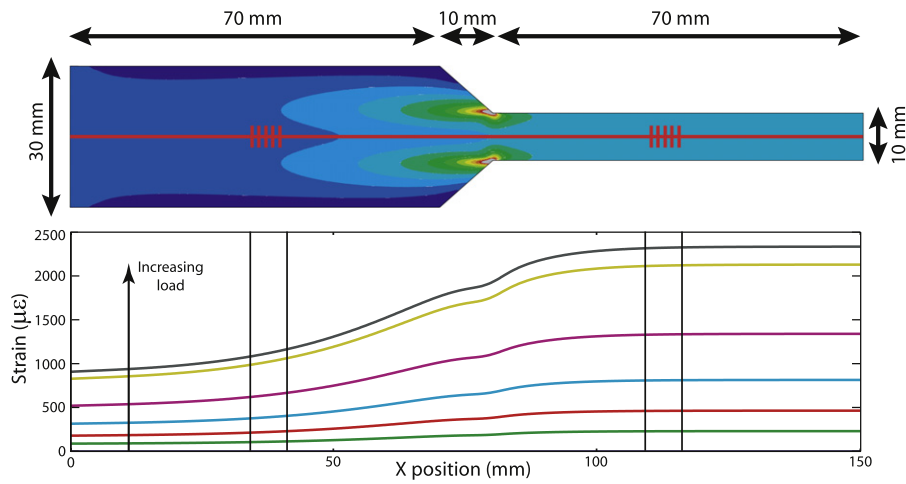 70 mm
10 mm
70 mm
30 mm
10 mm
2500
2000
1500
1000
500
0
Strain (με)
Increasing
load
0
50
100
150
X position (mm)